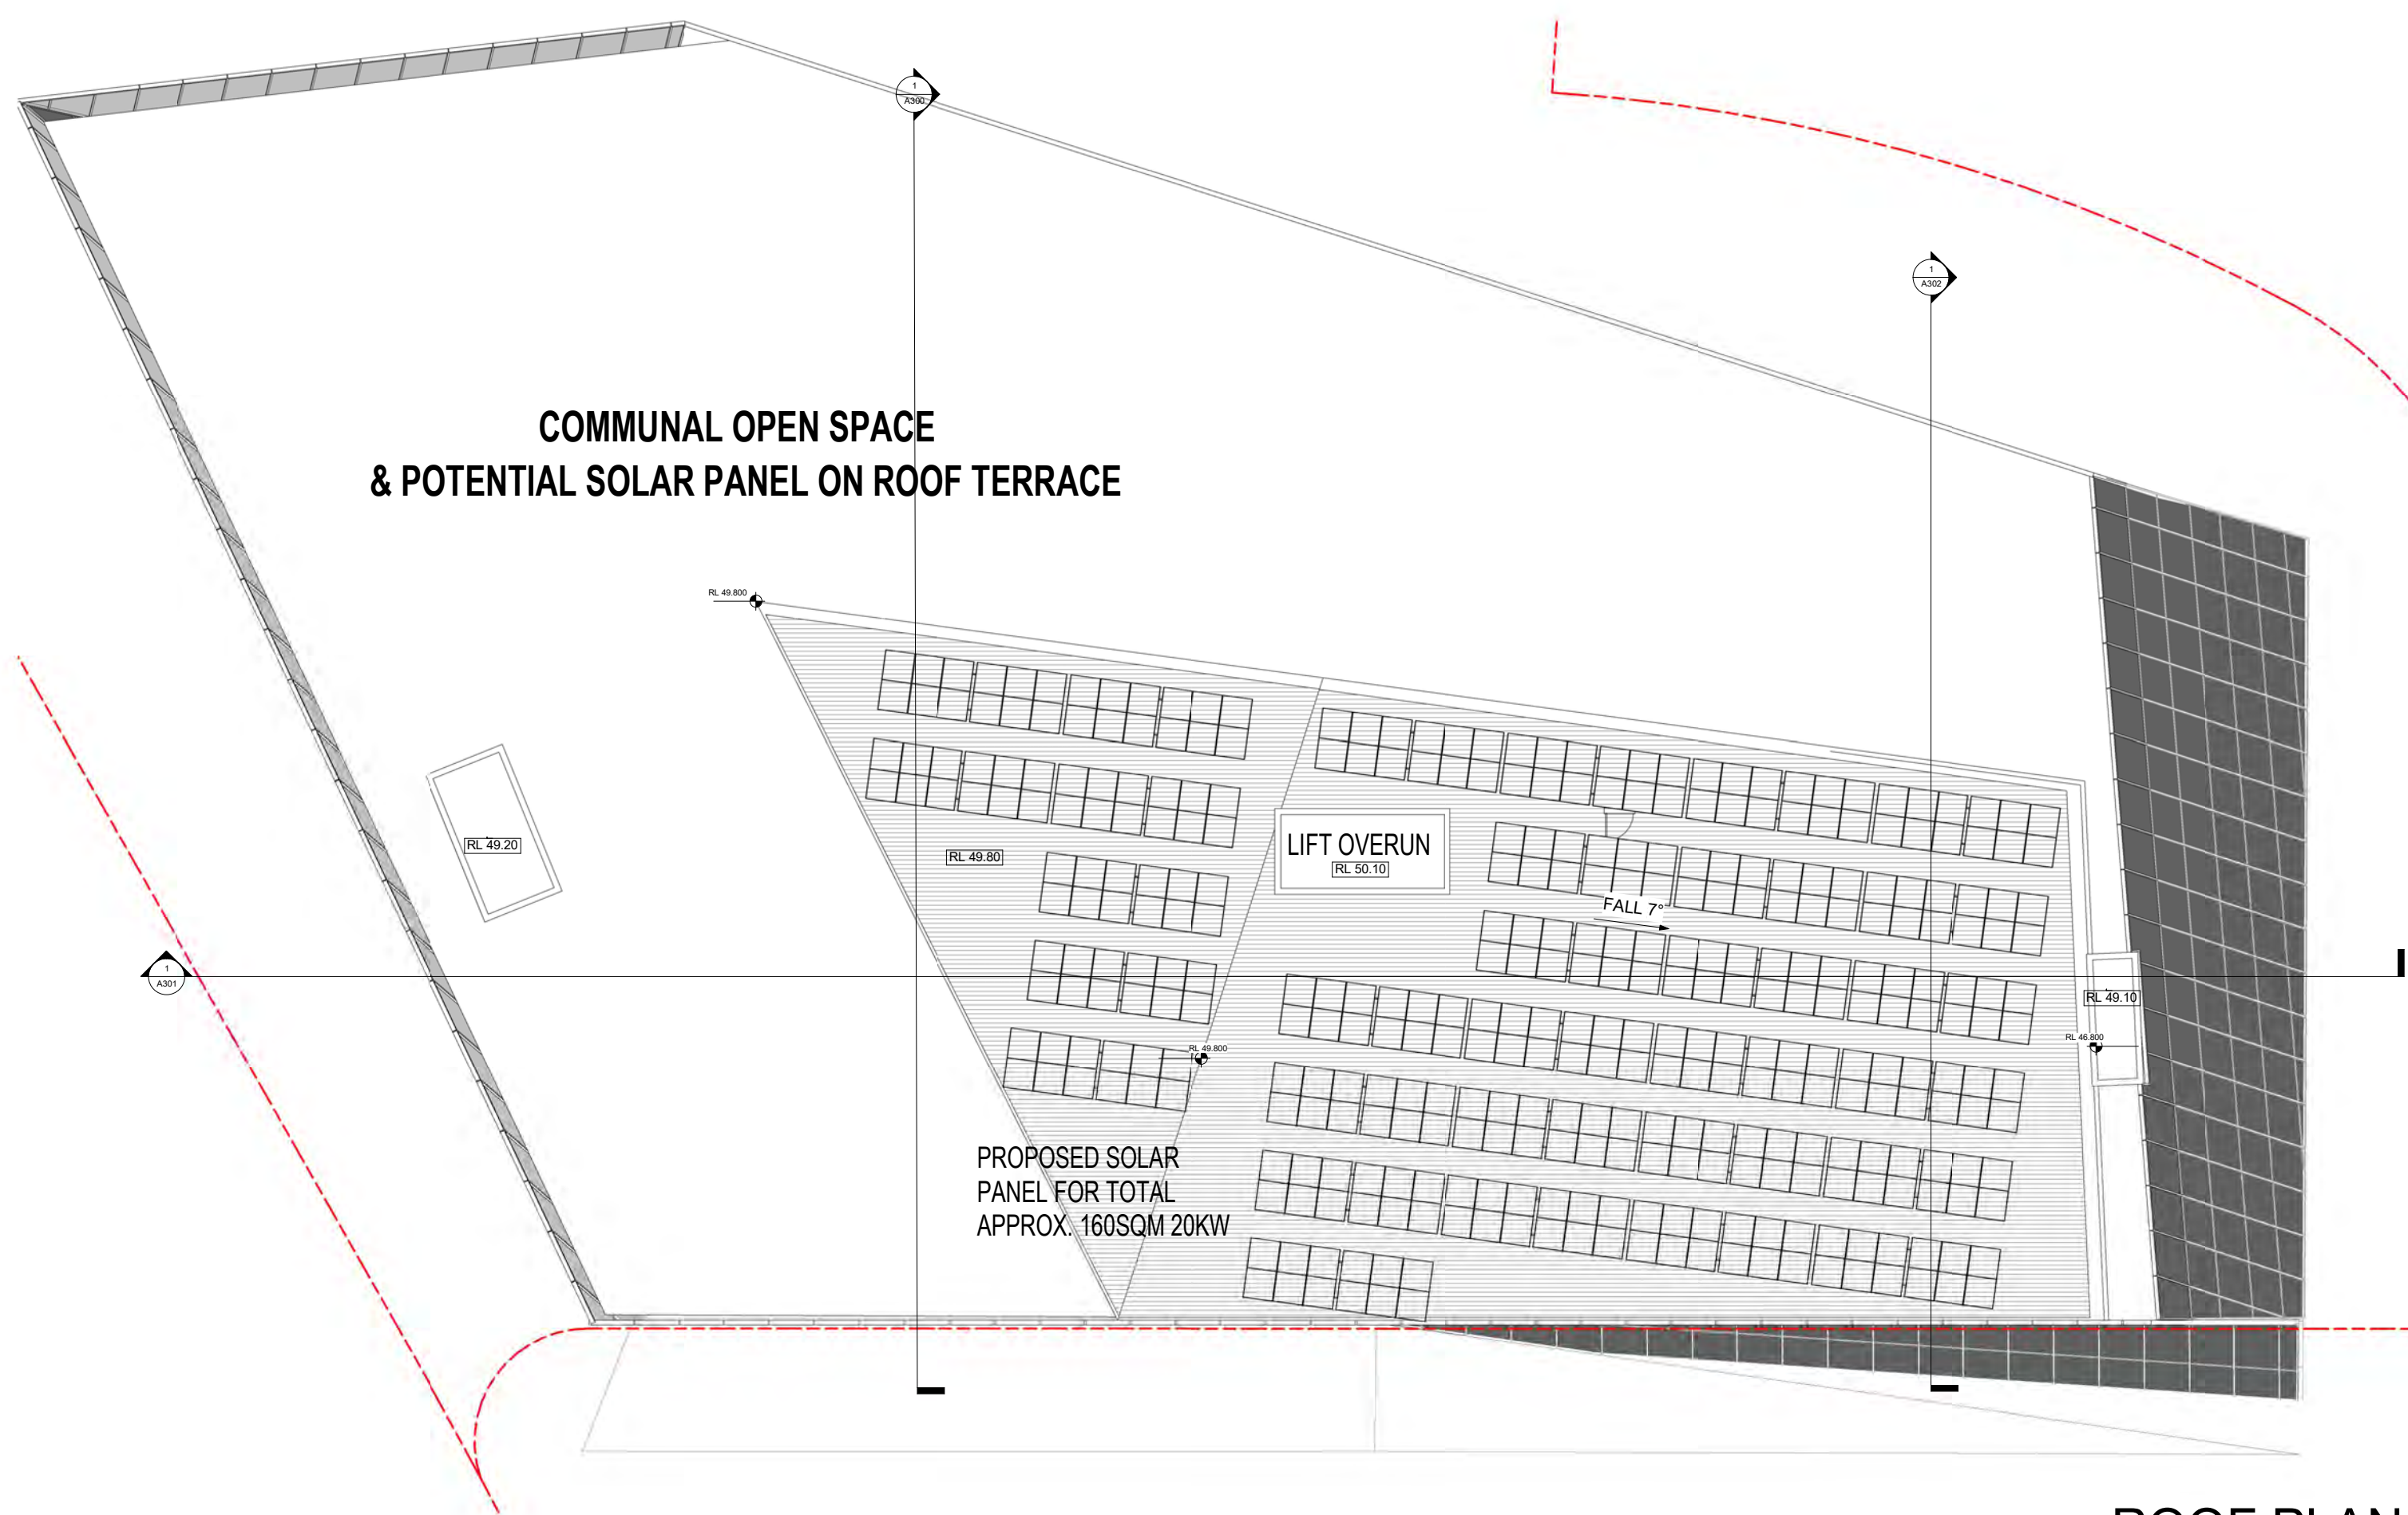 1
A300
1
A302
COMMUNAL OPEN SPACE
& POTENTIAL SOLAR PANEL ON ROOF TERRACE
RL 49.800
RL 49.20
RL 49.80
LIFT OVERUN
RL 50.10
FALL 7°
1
A301
RL 49.10
RL 46.800
RL 49.800
PROPOSED SOLAR
PANEL FOR TOTAL
APPROX. 160SQM 20KW
ROOF PLAN